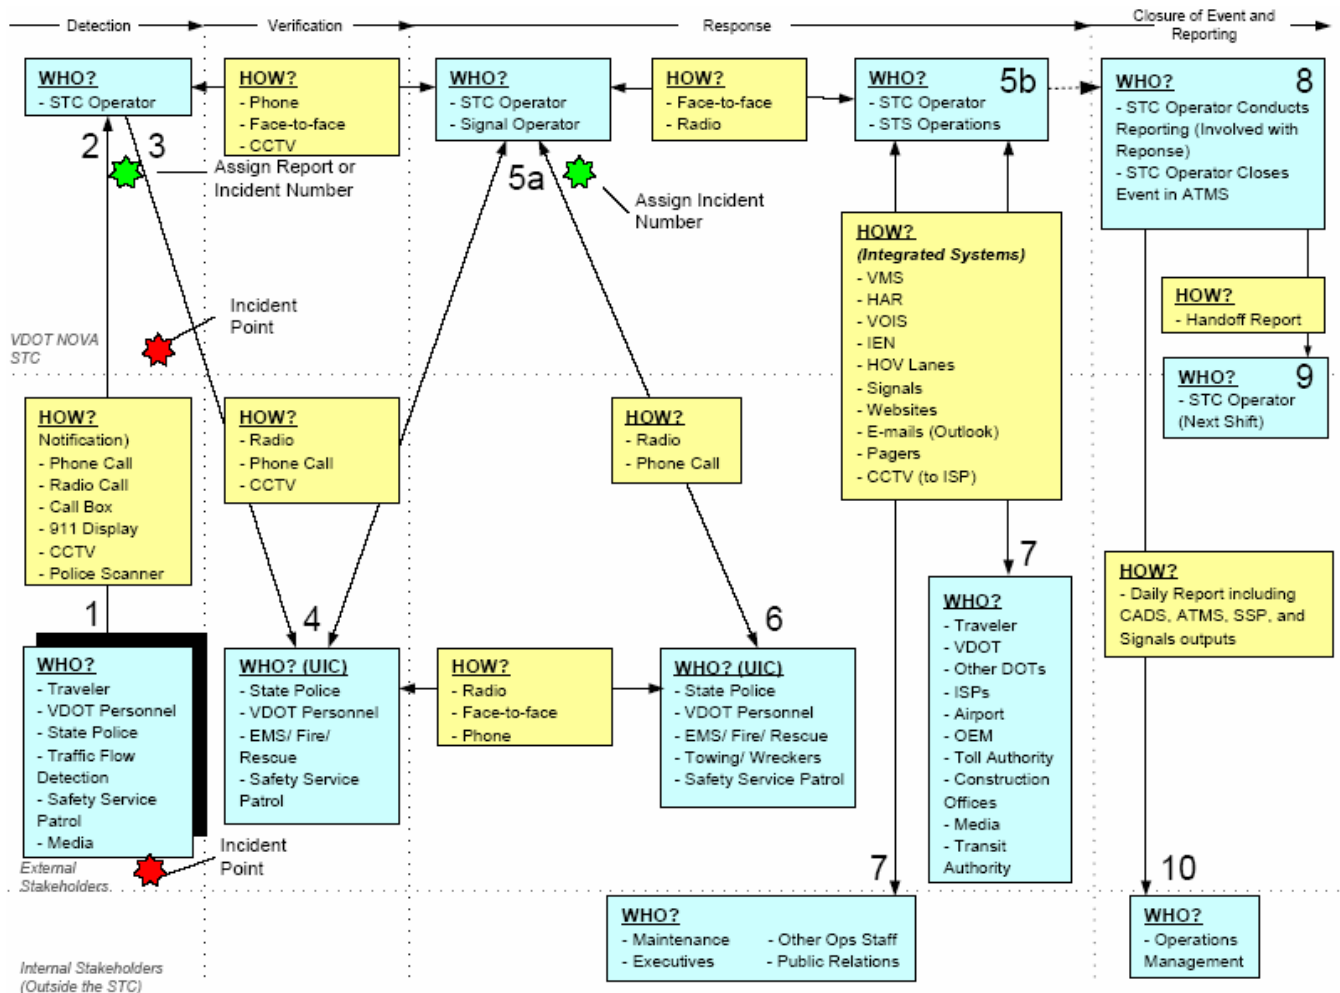 Detection
Verification
Response
Closure of Event and
Reporting
WHO?
- STC Operator
HOW?
- Phone
- Face-to-face
- CCTV
WHO?
- STC Operator
- Signal Operator
HOW?
- Face-to-face
- Radio
WHO?
5b
- STC Operator
- STS Operations
WHO?
8
- STC Operator Conducts
Reporting (Involved with
Reponse)
- STC Operator Closes
Event in ATMS
2
3
Assign Report or
Incident Number
5a
Assign Incident
Number
Incident
Point
VDOT NOVA
STC
HOW?
(Integrated Systems)
- VMS
- HAR
- VOIS
- IEN
- HOV Lanes
- Signals
- Websites
- E-mails (Outlook)
- Pagers
- CCTV (to ISP)
HOW?
- Handoff Report
WHO?
9
- STC Operator
(Next Shift)
HOW?
Notification)
- Phone Call
- Radio Call
- Call Box
- 911 Display
- CCTV
- Police Scanner
HOW?
- Radio
- Phone Call
- CCTV
HOW?
- Radio
- Phone Call
1
4
6
7
WHO?
- Traveler
- VDOT Personnel
- State Police
- Traffic Flow
Detection
- Safety Service
Patrol
- Media
WHO? (UIC)
- State Police
- VDOT Personnel
- EMS/ Fire/
Rescue
- Safety Service
Patrol
HOW?
- Radio
- Face-to-face
- Phone
WHO? (UIC)
- State Police
- VDOT Personnel
- EMS/ Fire/ Rescue
- Towing/ Wreckers
- Safety Service Patrol
WHO?
- Traveler
- VDOT
- Other DOTs
- ISPs
- Airport
- OEM
- Toll Authority
- Construction
Offices
- Media
- Transit
Authority
HOW?
- Daily Report including
CADS, ATMS, SSP, and
Signals outputs
Incident
Point
External
Stakeholders
7
10
WHO?
- Maintenance
- Executives
- Other Ops Staff
- Public Relations
WHO?
- Operations
Management
Internal Stakeholders
(Outside the STC)